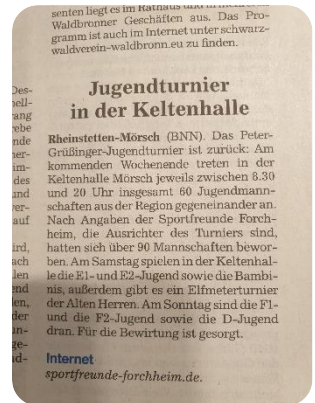 senten liegt es im Rathaus und in
Waldbronner Geschäften aus. Das Pro-
gramm ist auch im Internet unter schwarz-
waldverein-waldbronn.eu zu finden.
Jugendturnier
in der Keltenhalle
Rheinstetten-Mörsch (BNN). Das Peter-
Grüßinger-Jugendturnier ist zurück: Am
kommenden Wochenende treten in der
Keltenhalle Mörsch jeweils zwischen 8.30
und 20 Uhr insgesamt 60 Jugendmann-
schaften aus der Region gegeneinander an.
Nach Angaben der Sportfreunde Forch-
heim, die Ausrichter des Turniers sind,
hatten sich über 90 Mannschaften bewor-
ben. Am Samstag spielen in der Keltenhal-
le die E1- und E2-Jugend sowie die Bambi-
nis, außerdem gibt es ein Elfmeterturnier
der Alten Herren. Am Sonntag sind die F1-
und die F2-Jugend sowie die D-Jugend
dran. Für die Bewirtung ist gesorgt.
Internet
sportfreunde-forchheim.de.